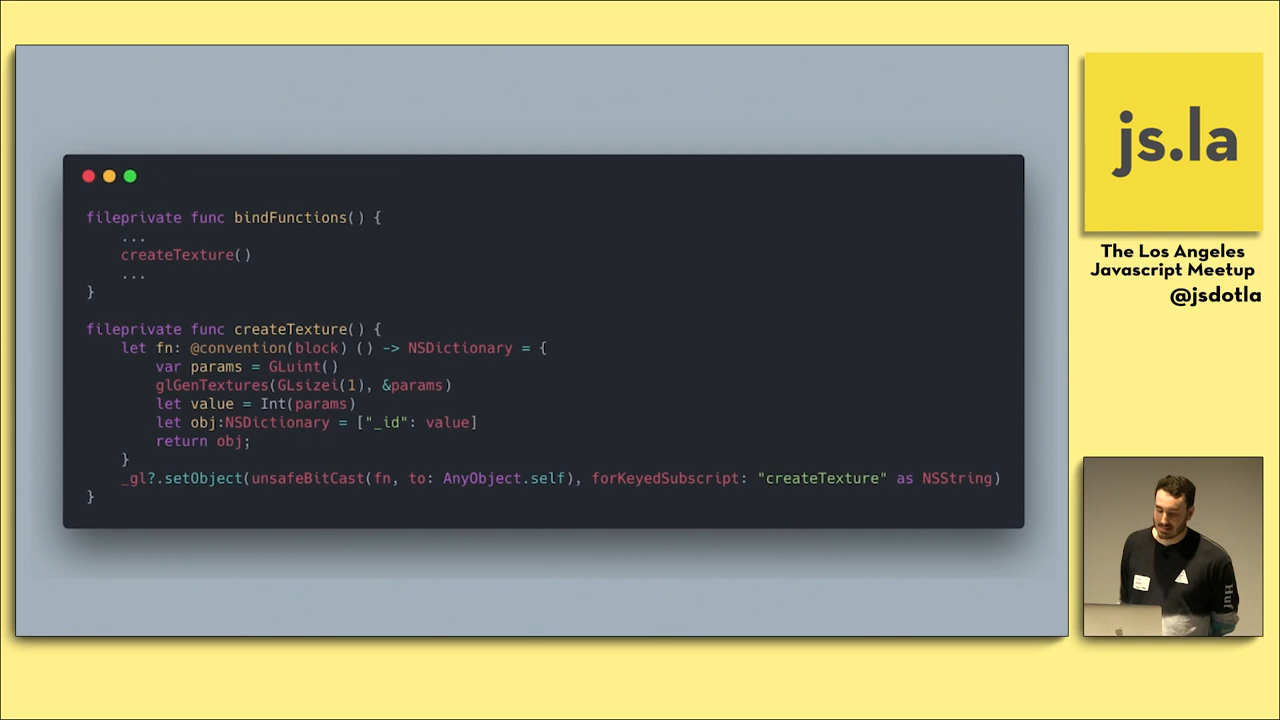 fileprivate func bindFunctions() {
...
createTexture()
...
}
fileprivate func createTexture() {
let fn: @convention(block) () -> NSDictionary = {
var params = GLuint()
glGenTextures(GLsizei(1), &params)
let value = Int(params)
let obj:NSDictionary = ["_id": value]
return obj;
}
_gl?.setObject(unsafeBitCast(fn, to: AnyObject.self), forKeyedSubscript: "createTexture" as NSString)
}
js.la
The Los Angeles
Javascript Meetup
@jsdotla
Huf